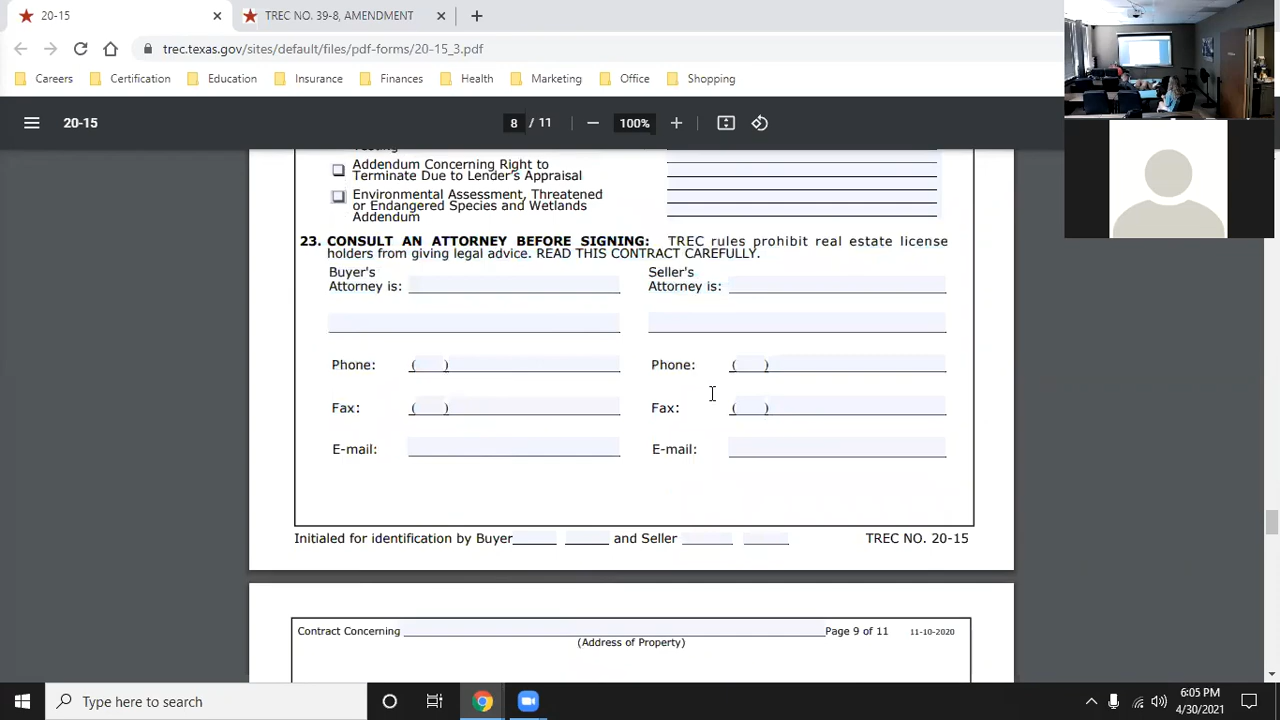 20-15
TREC NO. 39-8, AMENDMENT
trec.texas.gov/sites/default/files/pdf-forms/20-15_3.pdf
Careers Certification Education Insurance Finances Health Marketing Office Shopping
20-15 8 / 11 100%
Testing
Addendum Concerning Right to
Terminate Due to Lender's Appraisal
Environmental Assessment, Threatened
or Endangered Species and Wetlands
Addendum
23. CONSULT AN ATTORNEY BEFORE SIGNING: TREC rules prohibit real estate license
holders from giving legal advice. READ THIS CONTRACT CAREFULLY.
Buyer's Seller's
Attorney is: Attorney is:
Phone: ( ) Phone: ( )
Fax: ( ) Fax: ( )
E-mail: E-mail:
Initialed for identification by Buyer and Seller TREC NO. 20-15
Contract Concerning Page 9 of 11 11-10-2020
(Address of Property)
Type here to search
6:05 PM
4/30/2021